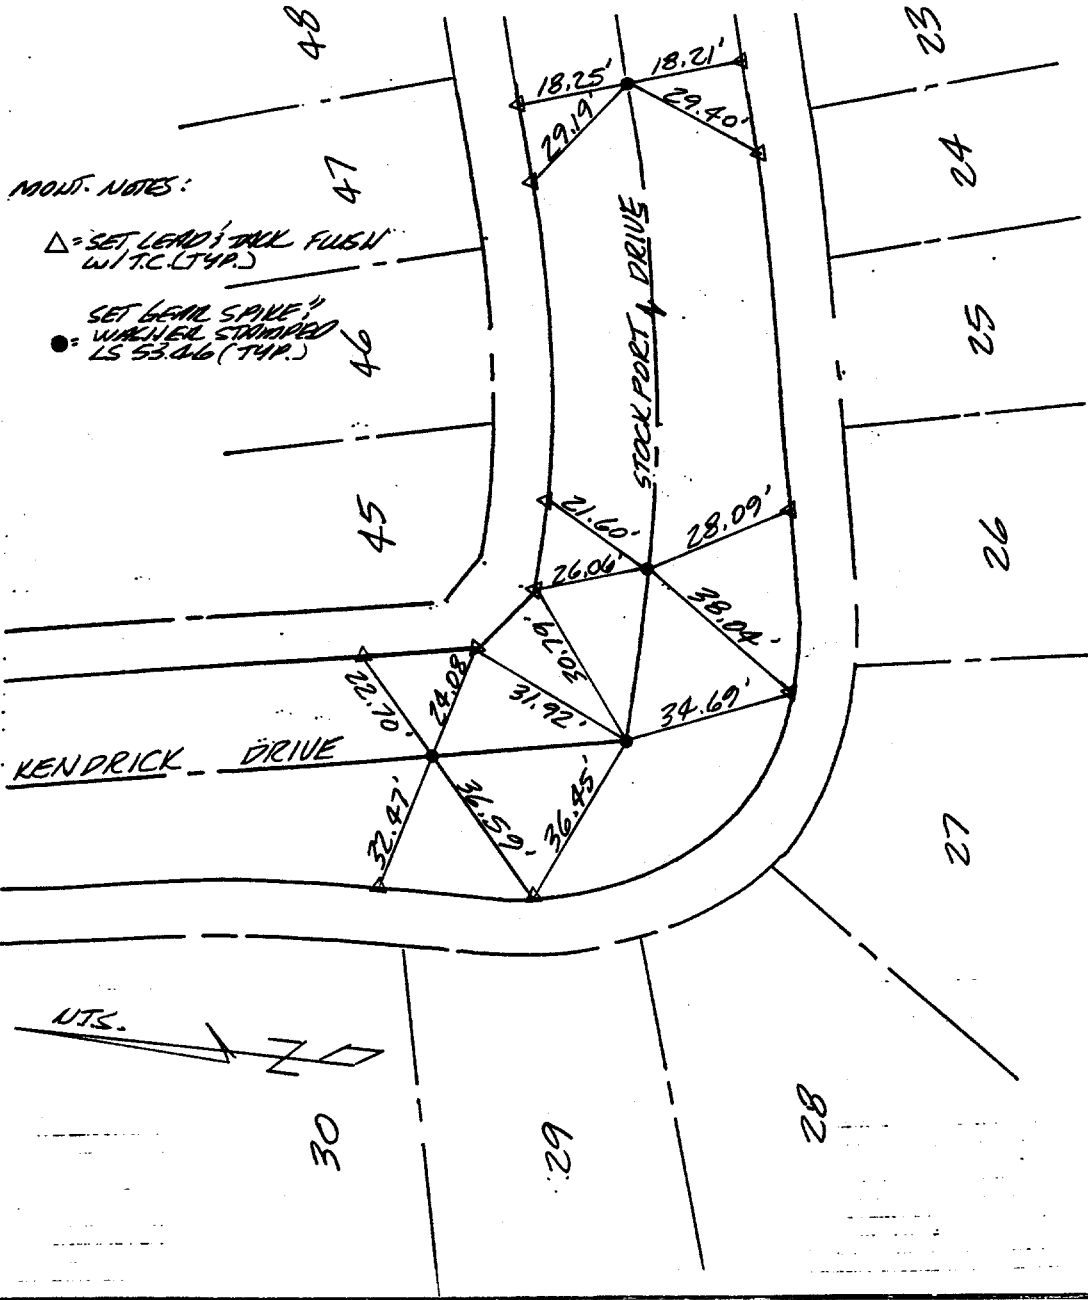 48
23
18.25'
18.21'
29.19'
29.40'
47
24
MONT. NOTES:
△ = SET LEAD & TACK FLUSH
W/ T.C. (TYP.)
SET GEAR SPIKE &
● = WASHER STAMPED
LS 5346 (TYP.)
46
25
STOCKPORT DRIVE
45
26
21.60'
28.09'
26.06'
38.04'
30.79'
22.70'
24.08'
31.92'
34.69'
KENDRICK DRIVE
32.47'
36.59'
36.45'
27
N.T.S.
N
30
29
28